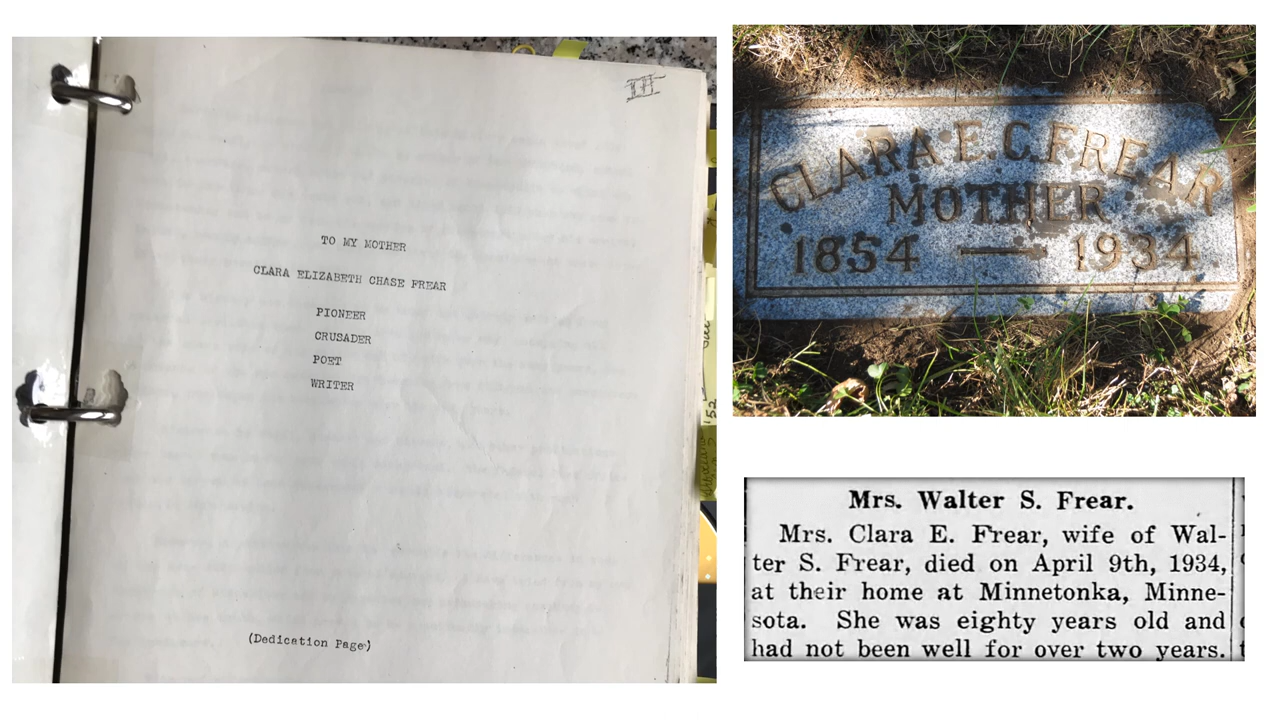 III
TO MY MOTHER
CLARA ELIZABETH CHASE FREAR
PIONEER
CRUSADER
POET
WRITER
(Dedication Page)
152
CLARA E. C. FREAR
MOTHER
1854 — 1934
Mrs. Walter S. Frear.
Mrs. Clara E. Frear, wife of Wal-
ter S. Frear, died on April 9th, 1934,
at their home at Minnetonka, Minne-
sota. She was eighty years old and
had not been well for over two years.